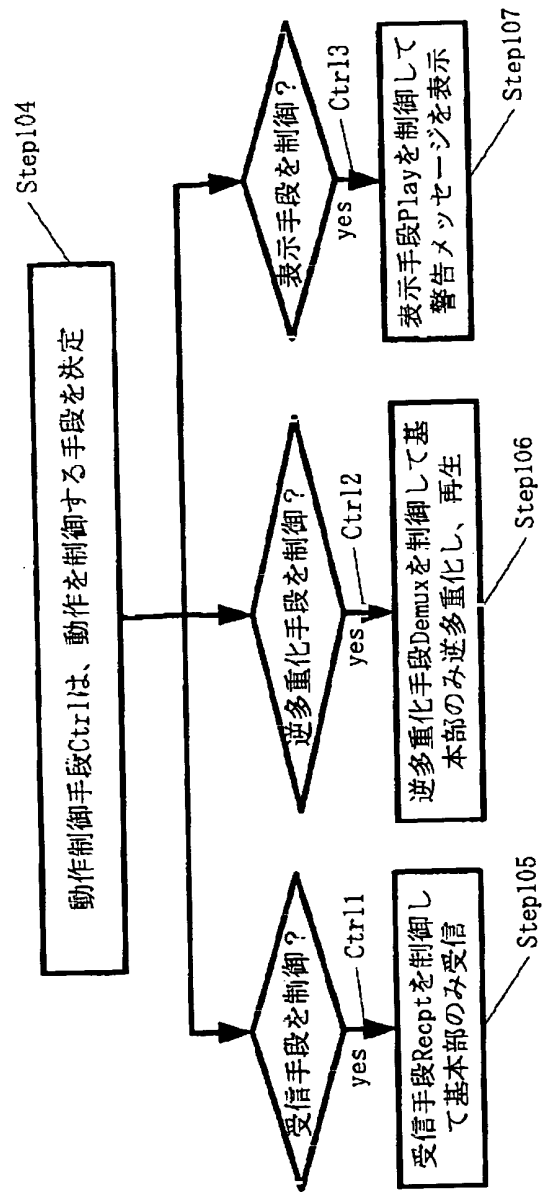 Step104
動作制御手段Ctrlは、動作を制御する手段を決定
受信手段を制御?
yes
Ctrl1
受信手段Recptを制御し
て基本部のみ受信
Step105
逆多重化手段を制御?
yes
Ctrl2
逆多重化手段Demuxを制御して基
本部のみ逆多重化し、再生
Step106
表示手段を制御?
yes
Ctrl3
表示手段Playを制御して
警告メッセージを表示
Step107